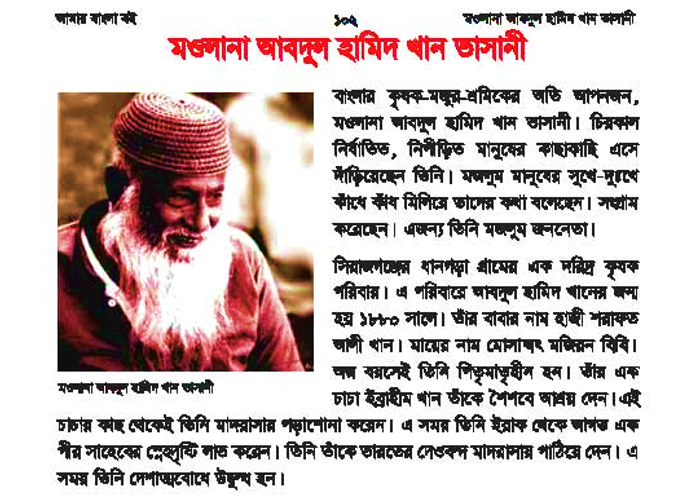 আমার বাংলা বই ১০২ মওলানা আবদুল হামিদ খান ভাসানী
মওলানা আবদুল হামিদ খান ভাসানী
বাংলার কৃষক-মজুর-শ্রমিকের অতি আপনজন,
মওলানা আবদুল হামিদ খান ভাসানী। চিরকাল
নির্যাতিত, নিপীড়িত মানুষের কাছাকাছি এসে
দাঁড়িয়েছেন তিনি। মজলুম মানুষের সুখে-দুঃখে
কাঁধে কাঁধ মিলিয়ে তাদের কথা বলেছেন। সংগ্রাম
করেছেন। এজন্য তিনি মজলুম জননেতা।
সিরাজগঞ্জের ধানগড়া গ্রামের এক দরিদ্র কৃষক
পরিবার। এ পরিবারে আবদুল হামিদ খানের জন্ম
হয় ১৮৮০ সালে। তাঁর বাবার নাম হাজী শরাফত
আলী খান। মায়ের নাম মোসাম্মৎ মজিরন বিবি।
অল্প বয়সেই তিনি পিতৃমাতৃহীন হন। তাঁর এক
চাচা ইব্রাহীম খান তাঁকে শৈশবে আশ্রয় দেন।এই
মওলানা আবদুল হামিদ খান ভাসানী
চাচার কাছ থেকেই তিনি মাদরাসার পড়াশোনা করেন। এ সময় তিনি ইরাক থেকে আগত এক
পীর সাহেবের স্নেহদৃষ্টি লাভ করেন। তিনি তাঁকে ভারতের দেওবন্দ মাদরাসায় পাঠিয়ে দেন। এ
সময় তিনি দেশাত্মবোধে উদ্বুদ্ধ হন।